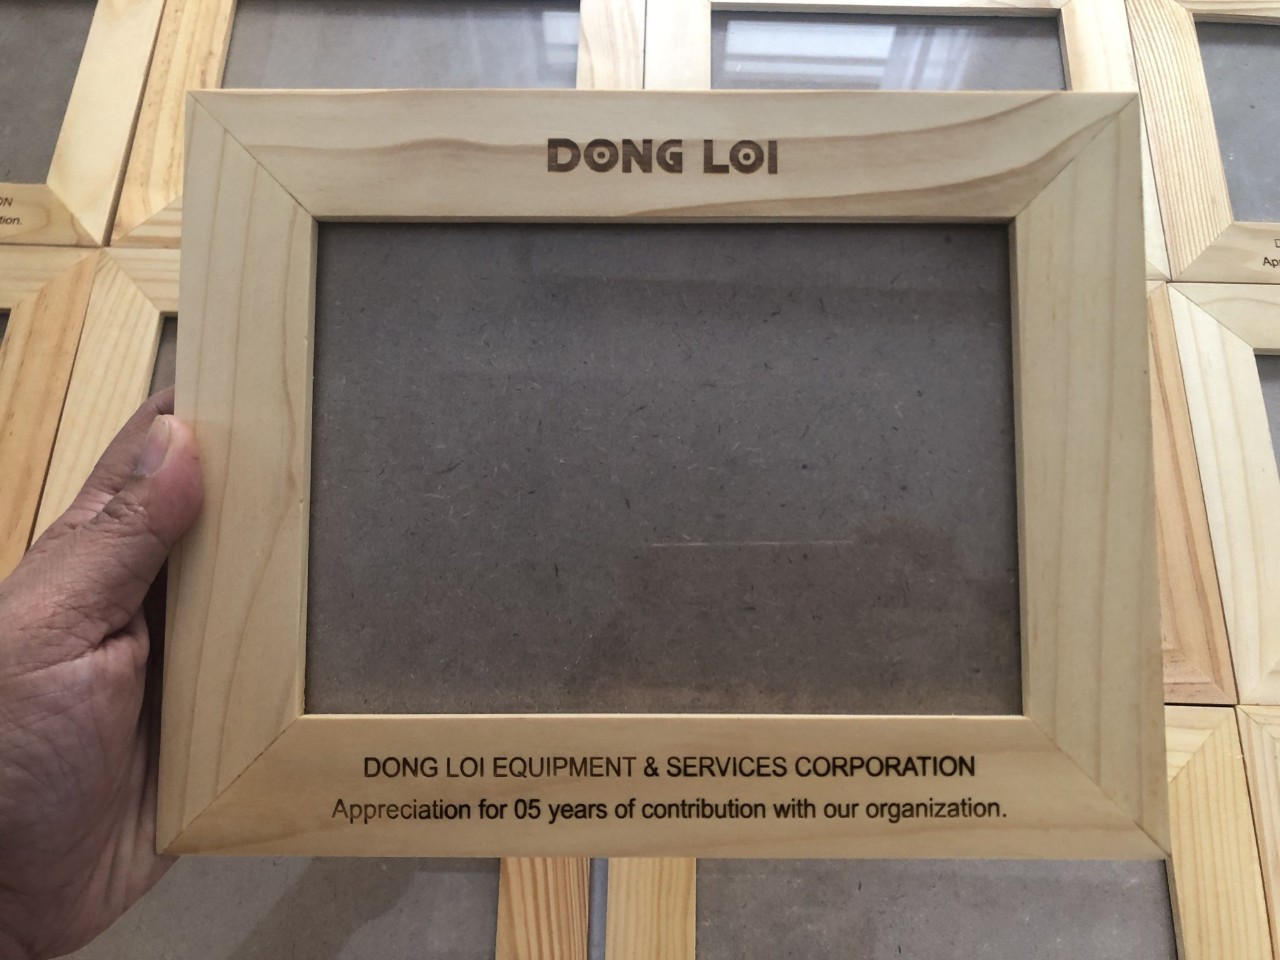 DONG LOI
DONG LOI EQUIPMENT & SERVICES CORPORATION
Appreciation for 05 years of contribution with our organization.